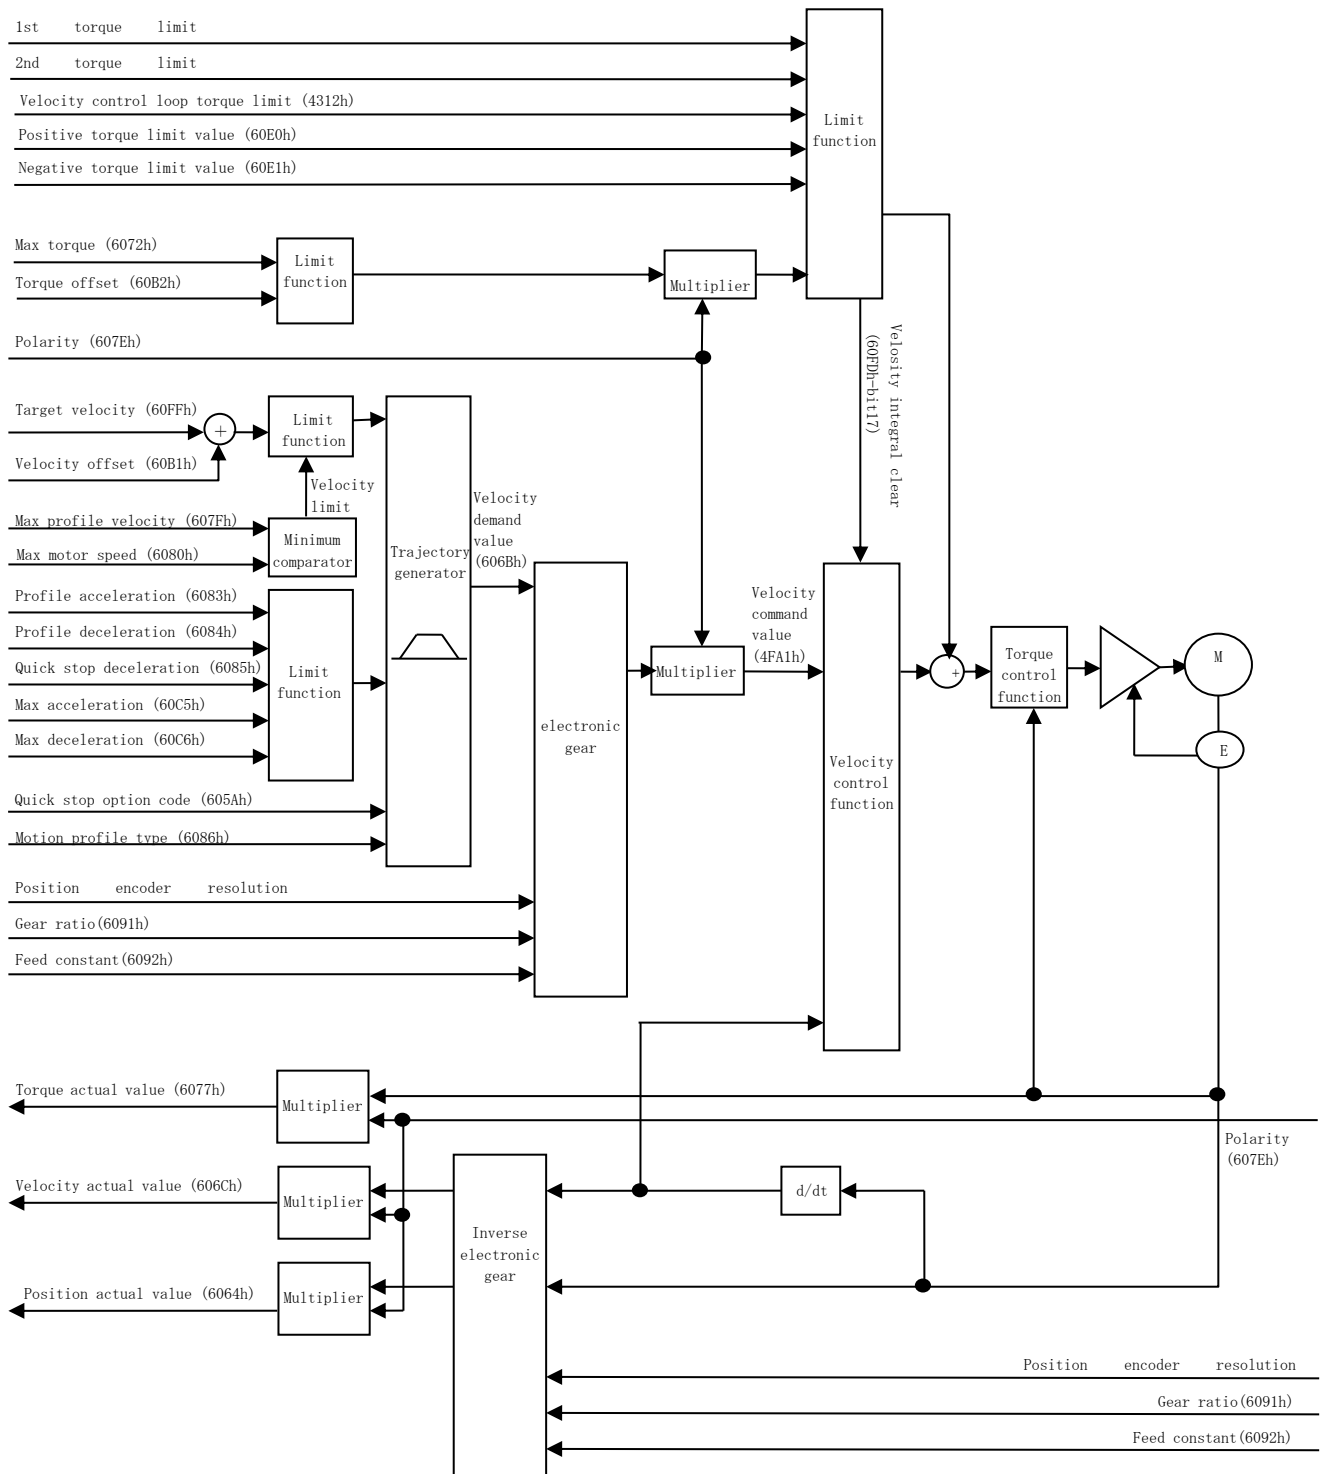 1st torque limit
2nd torque limit
Velocity control loop torque limit (4312h)
Positive torque limit value (60E0h)
Negative torque limit value (60E1h)
Limit
function
Max torque (6072h)
Torque offset (60B2h)
Limit
function
Multiplier
Polarity (607Eh)
Velosity integral clear
(60FDh-bit17)
Target velocity (60FFh)
+
Velocity offset (60B1h)
Limit
function
Velocity
limit
Max profile velocity (607Fh)
Max motor speed (6080h)
Minimum
comparator
Profile acceleration (6083h)
Profile deceleration (6084h)
Quick stop deceleration (6085h)
Max acceleration (60C5h)
Max deceleration (60C6h)
Limit
function
Quick stop option code (605Ah)
Motion profile type (6086h)
Trajectory
generator
Velocity
demand
value
(606Bh)
Position encoder resolution
Gear ratio(6091h)
Feed constant(6092h)
electronic
gear
Multiplier
Velocity
command
value
(4FA1h)
Velocity
control
function
+
Torque
control
function
M
E
Torque actual value (6077h)
Multiplier
Polarity
(607Eh)
Velocity actual value (606Ch)
Multiplier
d/dt
Inverse
electronic
gear
Position actual value (6064h)
Multiplier
Position encoder resolution
Gear ratio(6091h)
Feed constant(6092h)